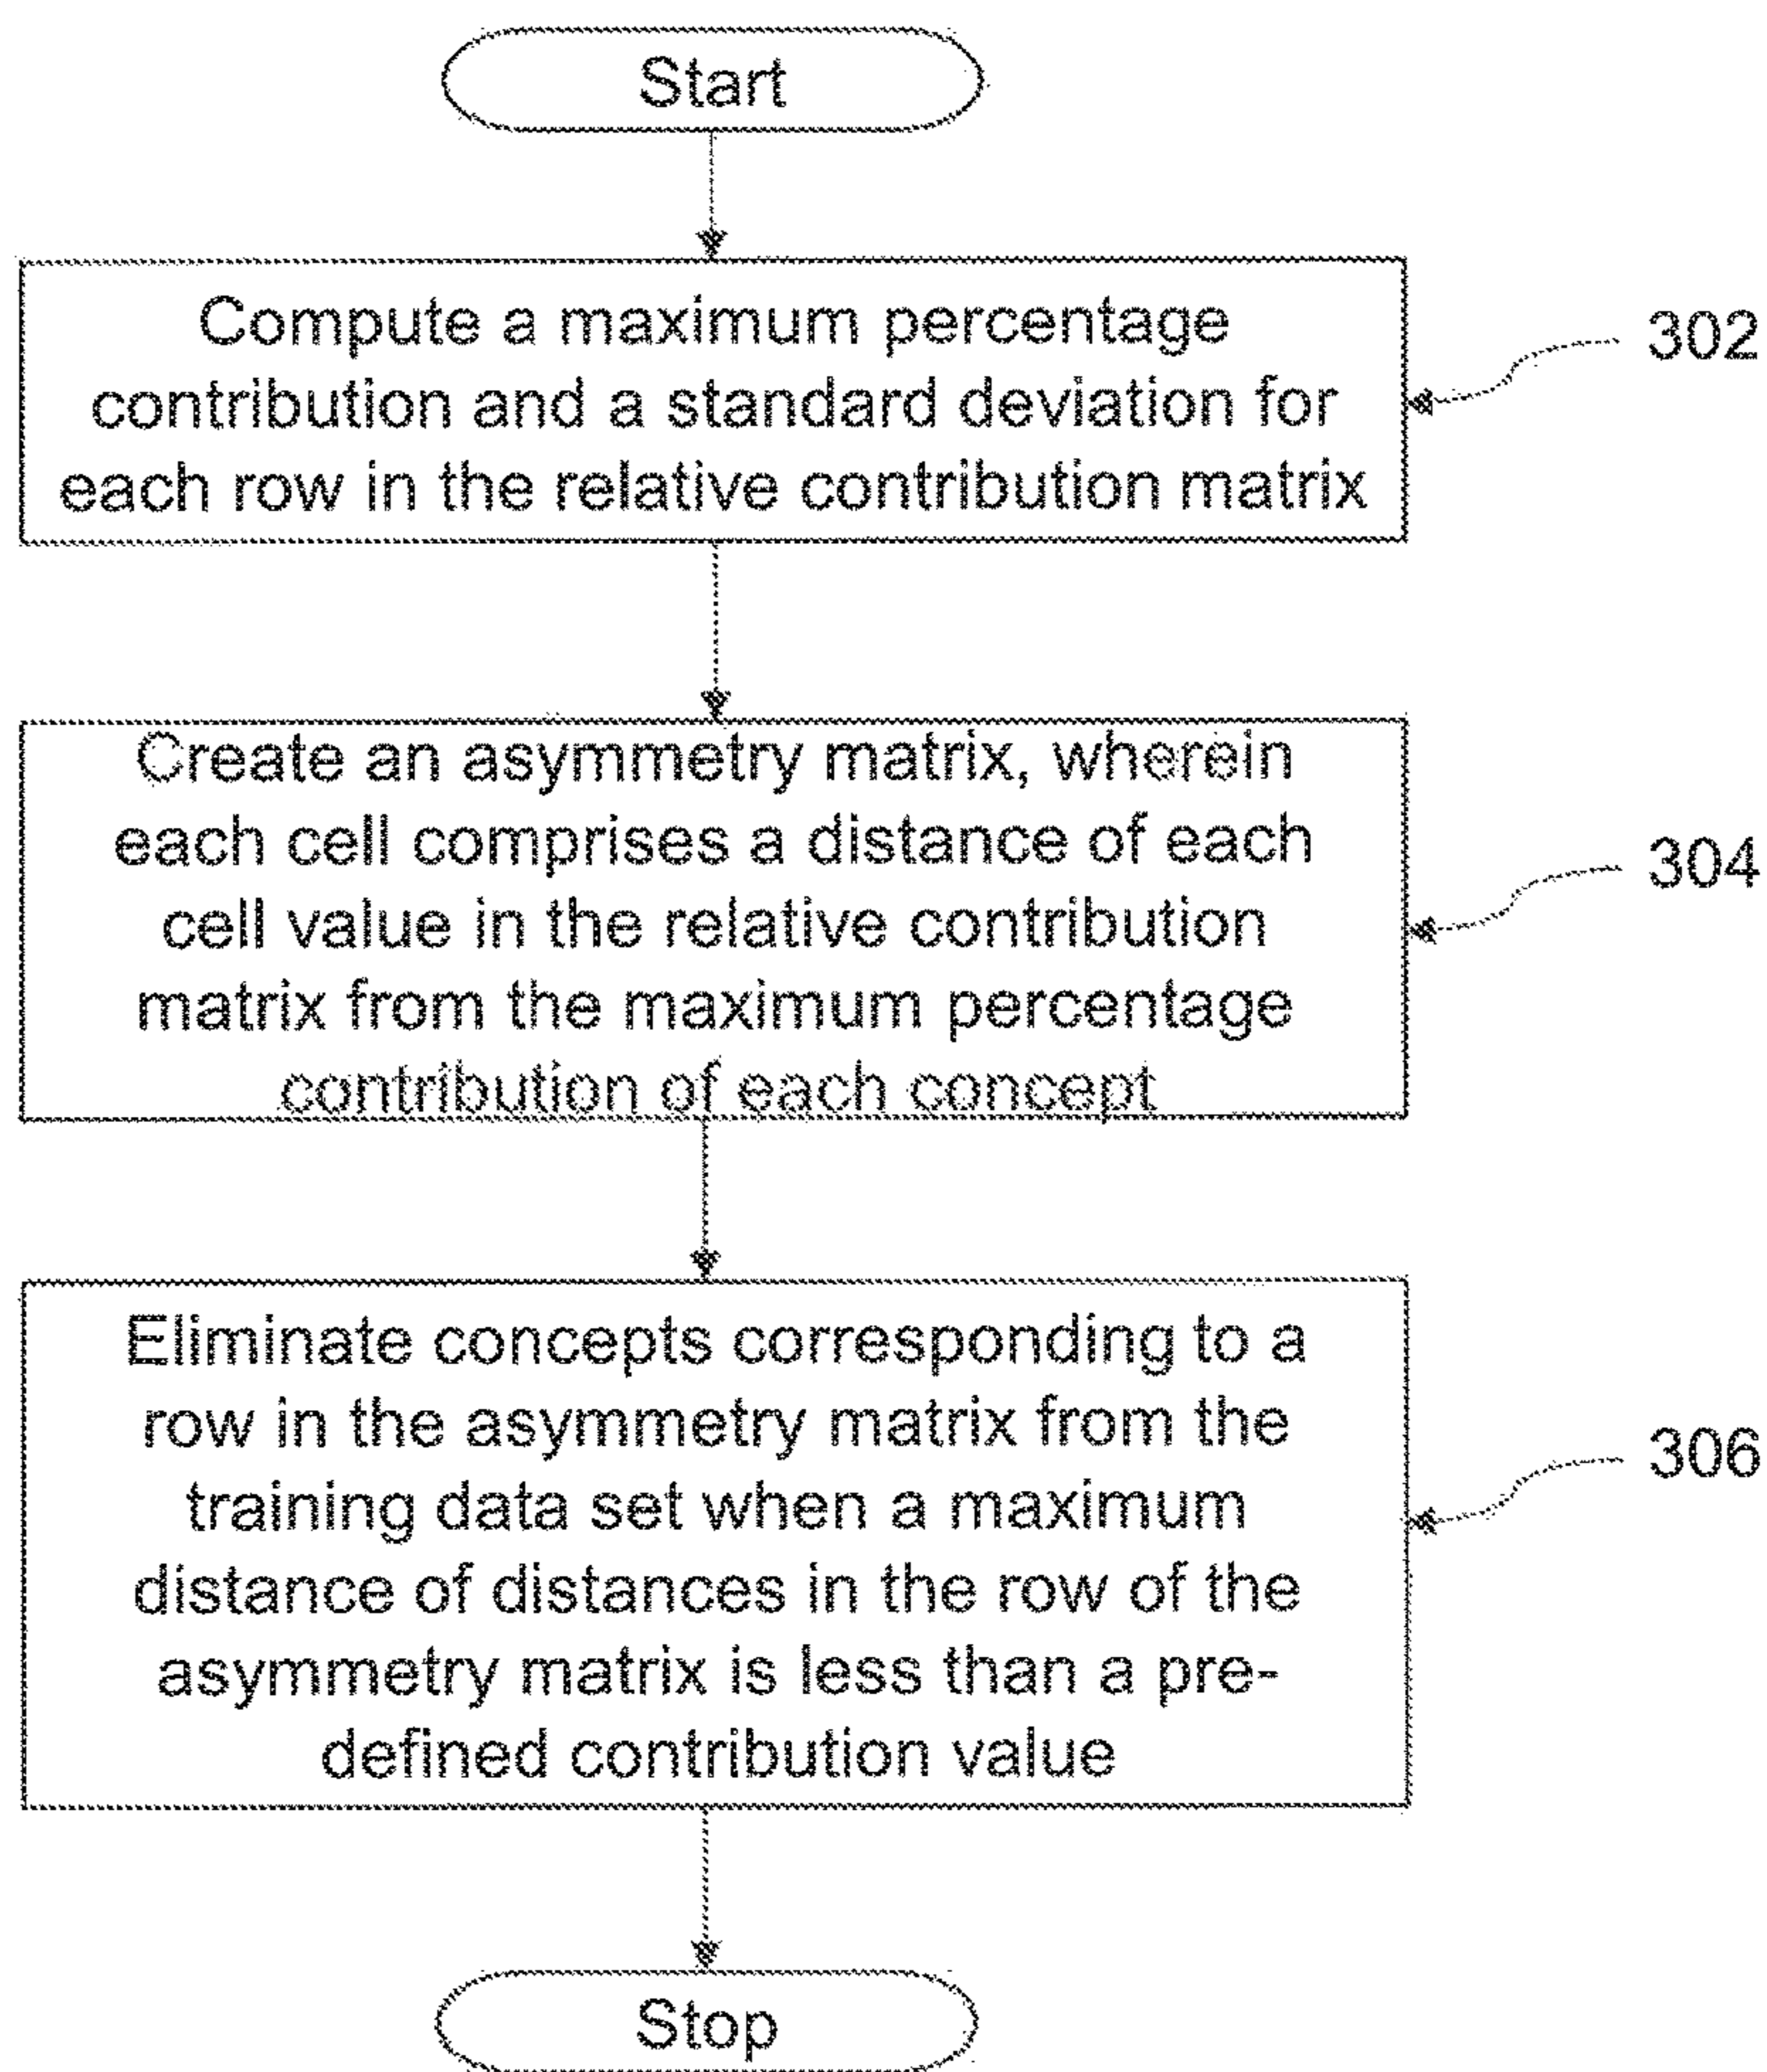 Start
Compute a maximum percentage
contribution and a standard deviation for
each row in the relative contribution matrix
302
Create an asymmetry matrix, wherein
each cell comprises a distance of each
cell value in the relative contribution
matrix from the maximum percentage
contribution of each concept
304
Eliminate concepts corresponding to a
row in the asymmetry matrix from the
training data set when a maximum
distance of distances in the row of the
asymmetry matrix is less than a pre-
defined contribution value
306
Stop